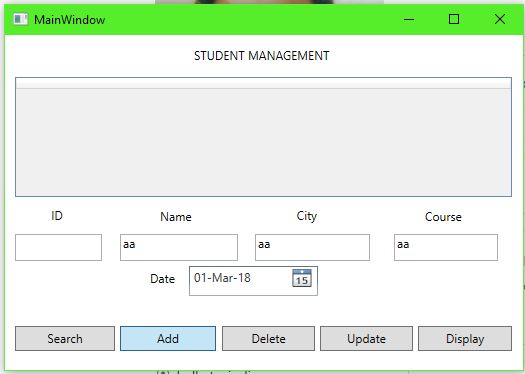 MainWindow
STUDENT MANAGEMENT
ID Name City Course
aa aa aa
Date 01-Mar-18 15
Search Add Delete Update Display